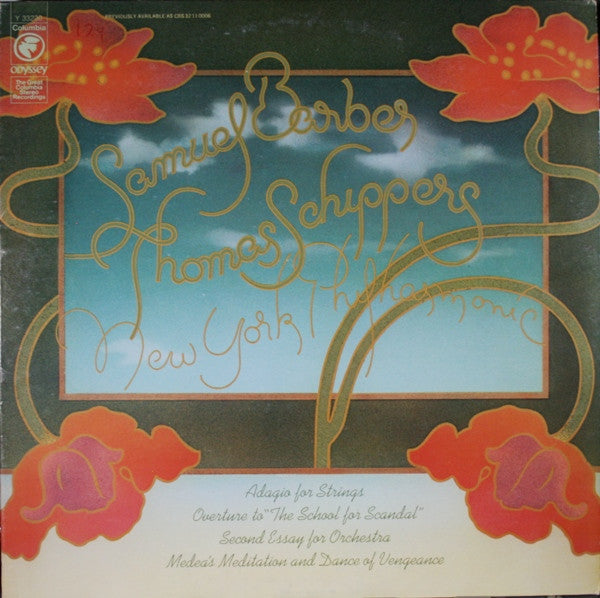 Y 33230
PREVIOUSLY AVAILABLE AS CBS 32 11 0006
Columbia
Odyssey
The Great
Columbia
Stereo
Recordings
Samuel Barber
Thomas Schippers
New York Philharmonic
Adagio for Strings
Overture to "The School for Scandal"
Second Essay for Orchestra
Medea's Meditation and Dance of Vengeance